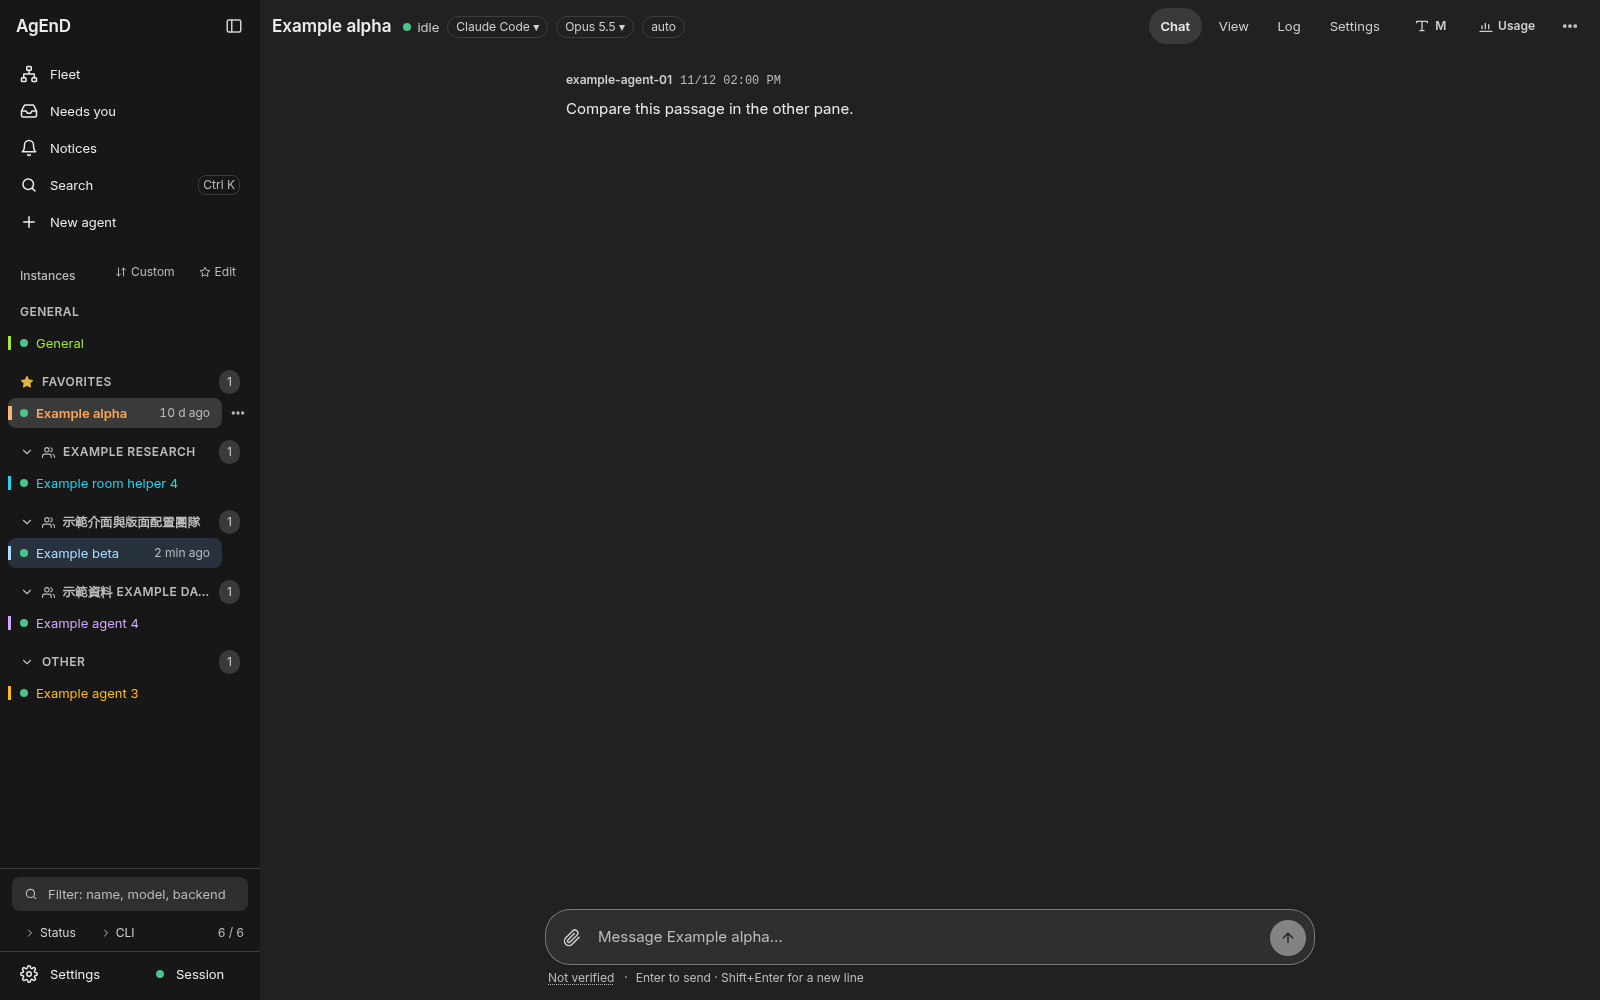 AgEnD
Fleet
Needs you
Notices
Search Ctrl K
New agent
Instances Custom Edit
GENERAL
General
FAVORITES 1
Example alpha 10 d ago
EXAMPLE RESEARCH 1
Example room helper 4
示範介面與版面配置團隊 1
Example beta 2 min ago
示範資料 EXAMPLE DA... 1
Example agent 4
OTHER 1
Example agent 3
Filter: name, model, backend
Status CLI 6 / 6
Settings Session
Example alpha idle Claude Code ▾ Opus 5.5 ▾ auto
Chat View Log Settings M Usage
example-agent-01 11/12 02:00 PM
Compare this passage in the other pane.
Message Example alpha...
Not verified · Enter to send · Shift+Enter for a new line